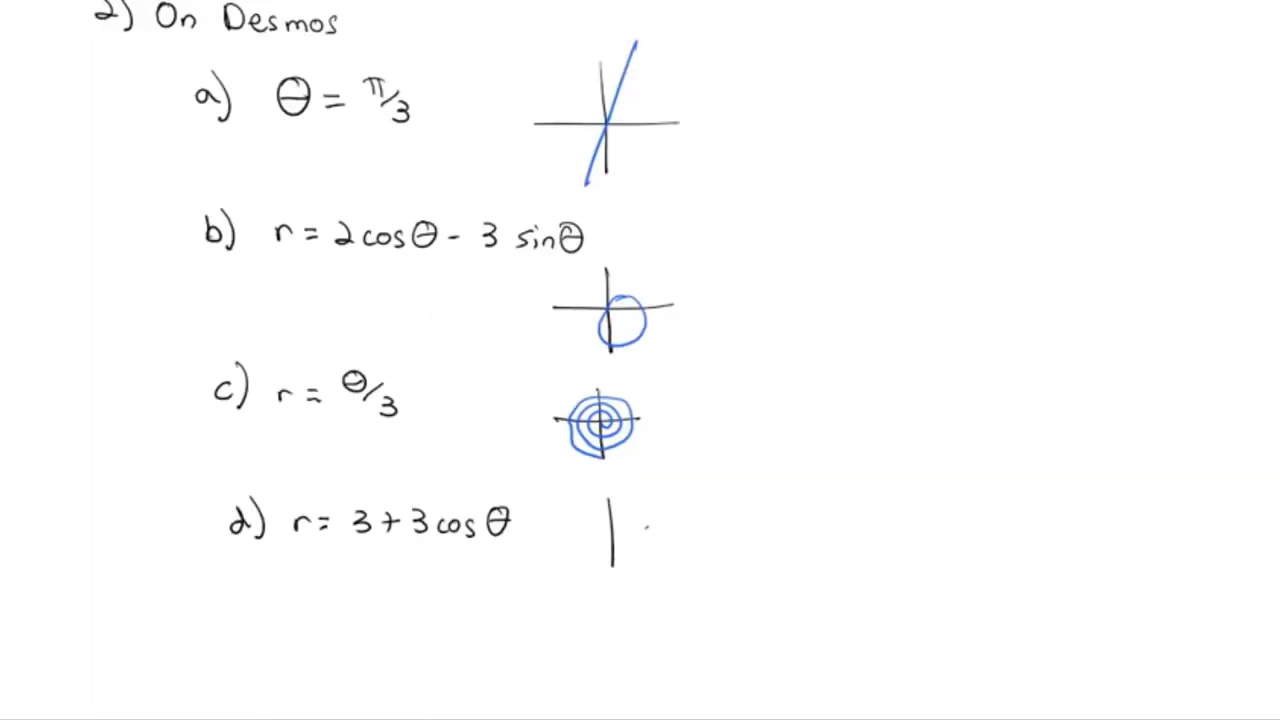 2) On Desmos
a) θ = π/3
b) r = 2cosθ - 3 sinθ
c) r = θ/3
d) r = 3 + 3cosθ